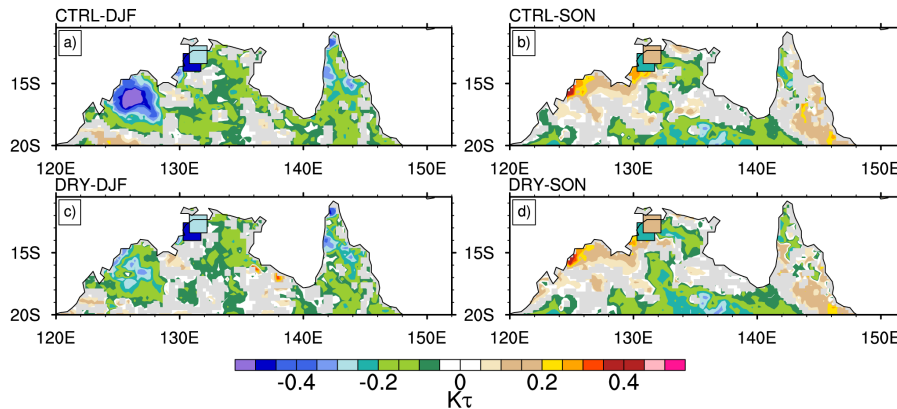 CTRL-DJF
CTRL-SON
a)
b)
15S
15S
20S
20S
120E 130E 140E 150E
120E 130E 140E 150E
DRY-DJF
DRY-SON
c)
d)
15S
15S
20S
20S
120E 130E 140E 150E
120E 130E 140E 150E
-0.4 -0.2 0 0.2 0.4
Kτ